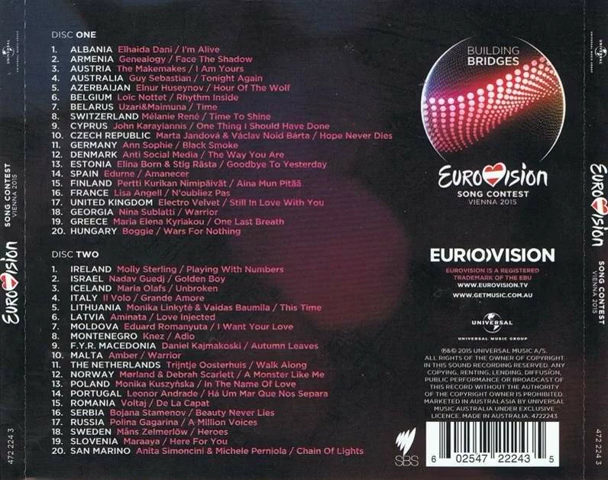 DISC ONE
1. ALBANIA Elhaida Dani / I'm Alive
2. ARMENIA Genealogy / Face The Shadow
3. AUSTRIA The Makemakes / I Am Yours
4. AUSTRALIA Guy Sebastian / Tonight Again
5. AZERBAIJAN Elnur Huseynov / Hour Of The Wolf
6. BELGIUM Loïc Nottet / Rhythm Inside
7. BELARUS Uzari&Maimuna / Time
8. SWITZERLAND Mélanie René / Time To Shine
9. CYPRUS John Karayiannis / One Thing I Should Have Done
10. CZECH REPUBLIC Marta Jandová & Václav Noid Bárta / Hope Never Dies
11. GERMANY Ann Sophie / Black Smoke
12. DENMARK Anti Social Media / The Way You Are
13. ESTONIA Elina Born & Stig Rästa / Goodbye To Yesterday
14. SPAIN Edurne / Amanecer
15. FINLAND Pertti Kurikan Nimipäivät / Aina Mun Pitää
16. FRANCE Lisa Angell / N'oubliez Pas
17. UNITED KINGDOM Electro Velvet / Still In Love With You
18. GEORGIA Nina Sublatti / Warrior
19. GREECE Maria Elena Kyriakou / One Last Breath
20. HUNGARY Boggie / Wars For Nothing
DISC TWO
1. IRELAND Molly Sterling / Playing With Numbers
2. ISRAEL Nadav Guedj / Golden Boy
3. ICELAND Maria Olafs / Unbroken
4. ITALY Il Volo / Grande Amore
5. LITHUANIA Monika Linkytė & Vaidas Baumila / This Time
6. LATVIA Aminata / Love Injected
7. MOLDOVA Eduard Romanyuta / I Want Your Love
8. MONTENEGRO Knez / Adio
9. F.Y.R. MACEDONIA Daniel Kajmakoski / Autumn Leaves
10. MALTA Amber / Warrior
11. THE NETHERLANDS Trijntje Oosterhuis / Walk Along
12. NORWAY Mørland & Debrah Scarlett / A Monster Like Me
13. POLAND Monika Kuszyńska / In The Name Of Love
14. PORTUGAL Leonor Andrade / Há Um Mar Que Nos Separa
15. ROMANIA Voltaj / De La Capat
16. SERBIA Bojana Stamenov / Beauty Never Lies
17. RUSSIA Polina Gagarina / A Million Voices
18. SWEDEN Måns Zelmerlöw / Heroes
19. SLOVENIA Maraaya / Here For You
20. SAN MARINO Anita Simoncini & Michele Perniola / Chain Of Lights
BUILDING
BRIDGES
EUROVISION
SONG CONTEST
VIENNA 2015
EUROVISION
EUROVISION IS A REGISTERED
TRADEMARK OF THE EBU
WWW.EUROVISION.TV
WWW.GETMUSIC.COM.AU
UNIVERSAL
UNIVERSAL MUSIC GROUP
℗&© 2015 UNIVERSAL MUSIC A/S.
ALL RIGHTS OF THE OWNER OF COPYRIGHT
IN THIS SOUND RECORDING RESERVED. ANY
COPYING, RENTING, LENDING, DIFFUSION,
PUBLIC PERFORMANCE OR BROADCAST OF
THIS RECORD WITHOUT THE AUTHORITY
OF THE COPYRIGHT OWNER IS PROHIBITED.
MARKETED IN AUSTRALASIA BY UNIVERSAL
MUSIC AUSTRALIA UNDER EXCLUSIVE
LICENCE. MADE IN AUSTRALIA. 4722243
SBS
6 02547 22243 5
EUROVISION
SONG CONTEST
VIENNA 2015
472 224 3
EUROVISION
SONG CONTEST
VIENNA 2015
472 224 3